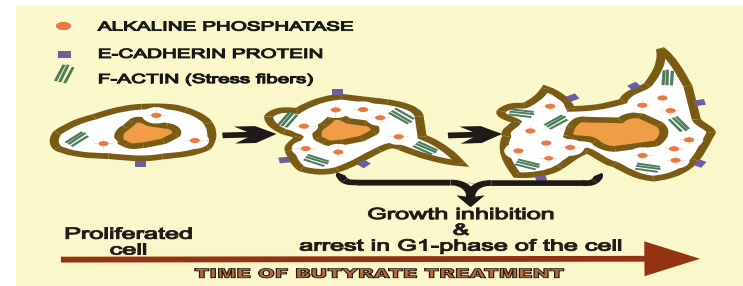 ALKALINE PHOSPHATASE
E-CADHERIN PROTEIN
F-ACTIN (Stress fibers)
Growth inhibition
&
arrest in G1-phase of the cell
Proliferated
cell
TIME OF BUTYRATE TREATMENT